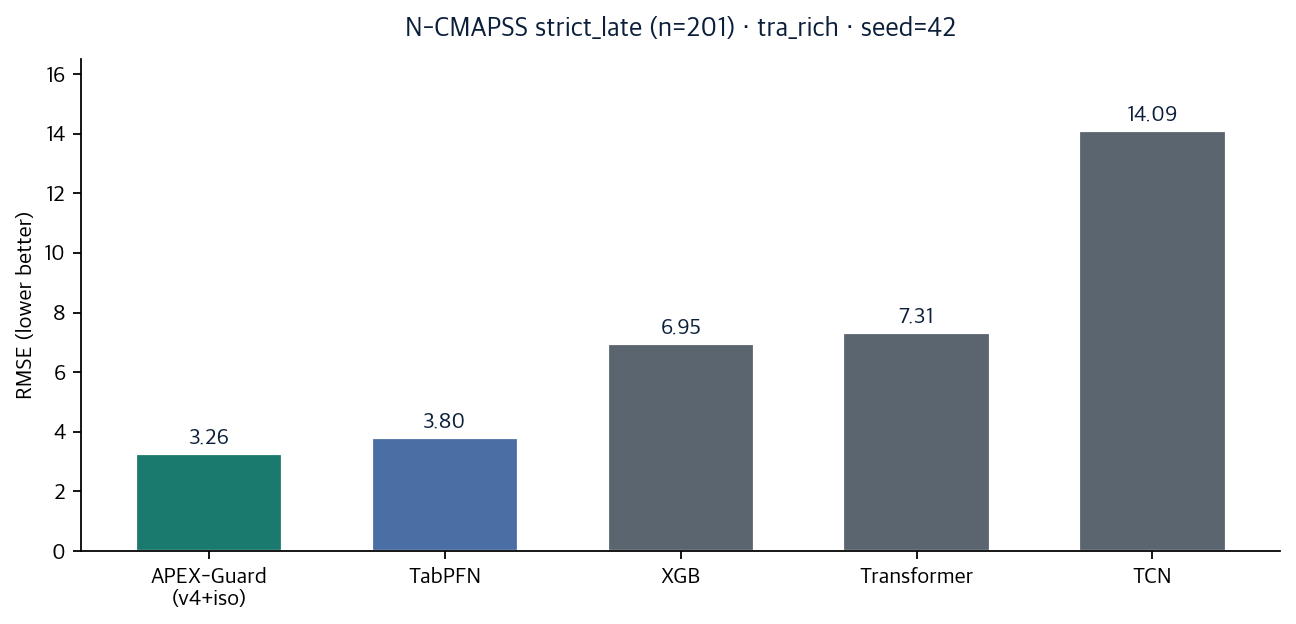 N-CMAPSS strict_late (n=201) · tra_rich · seed=42
RMSE (lower better)
16
14
12
10
8
6
4
2
0
3.26
3.80
6.95
7.31
14.09
APEX-Guard
(v4+iso)
TabPFN
XGB
Transformer
TCN